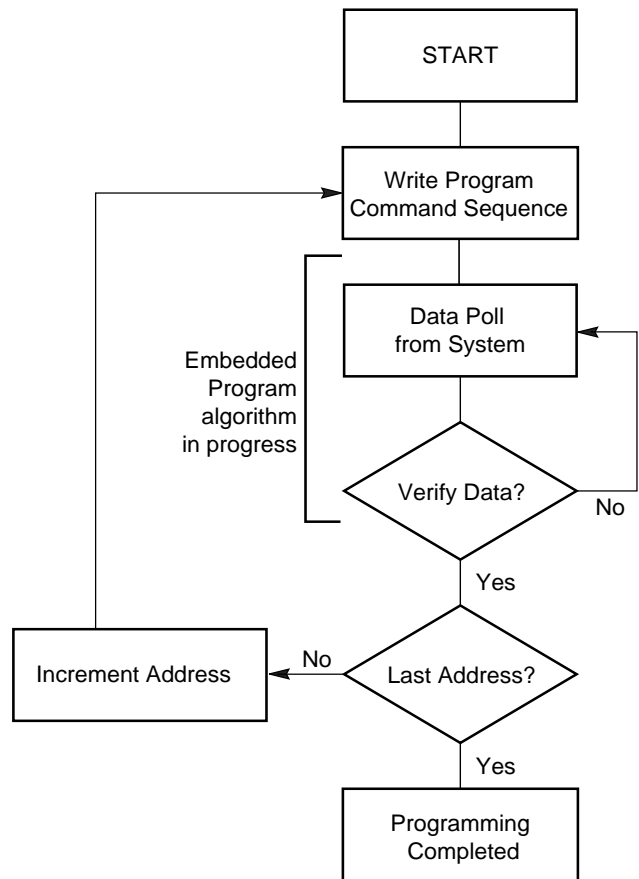 START
Write Program
Command Sequence
Data Poll
from System
Embedded
Program
algorithm
in progress
Verify Data?
No
Yes
Increment Address
No
Last Address?
Yes
Programming
Completed